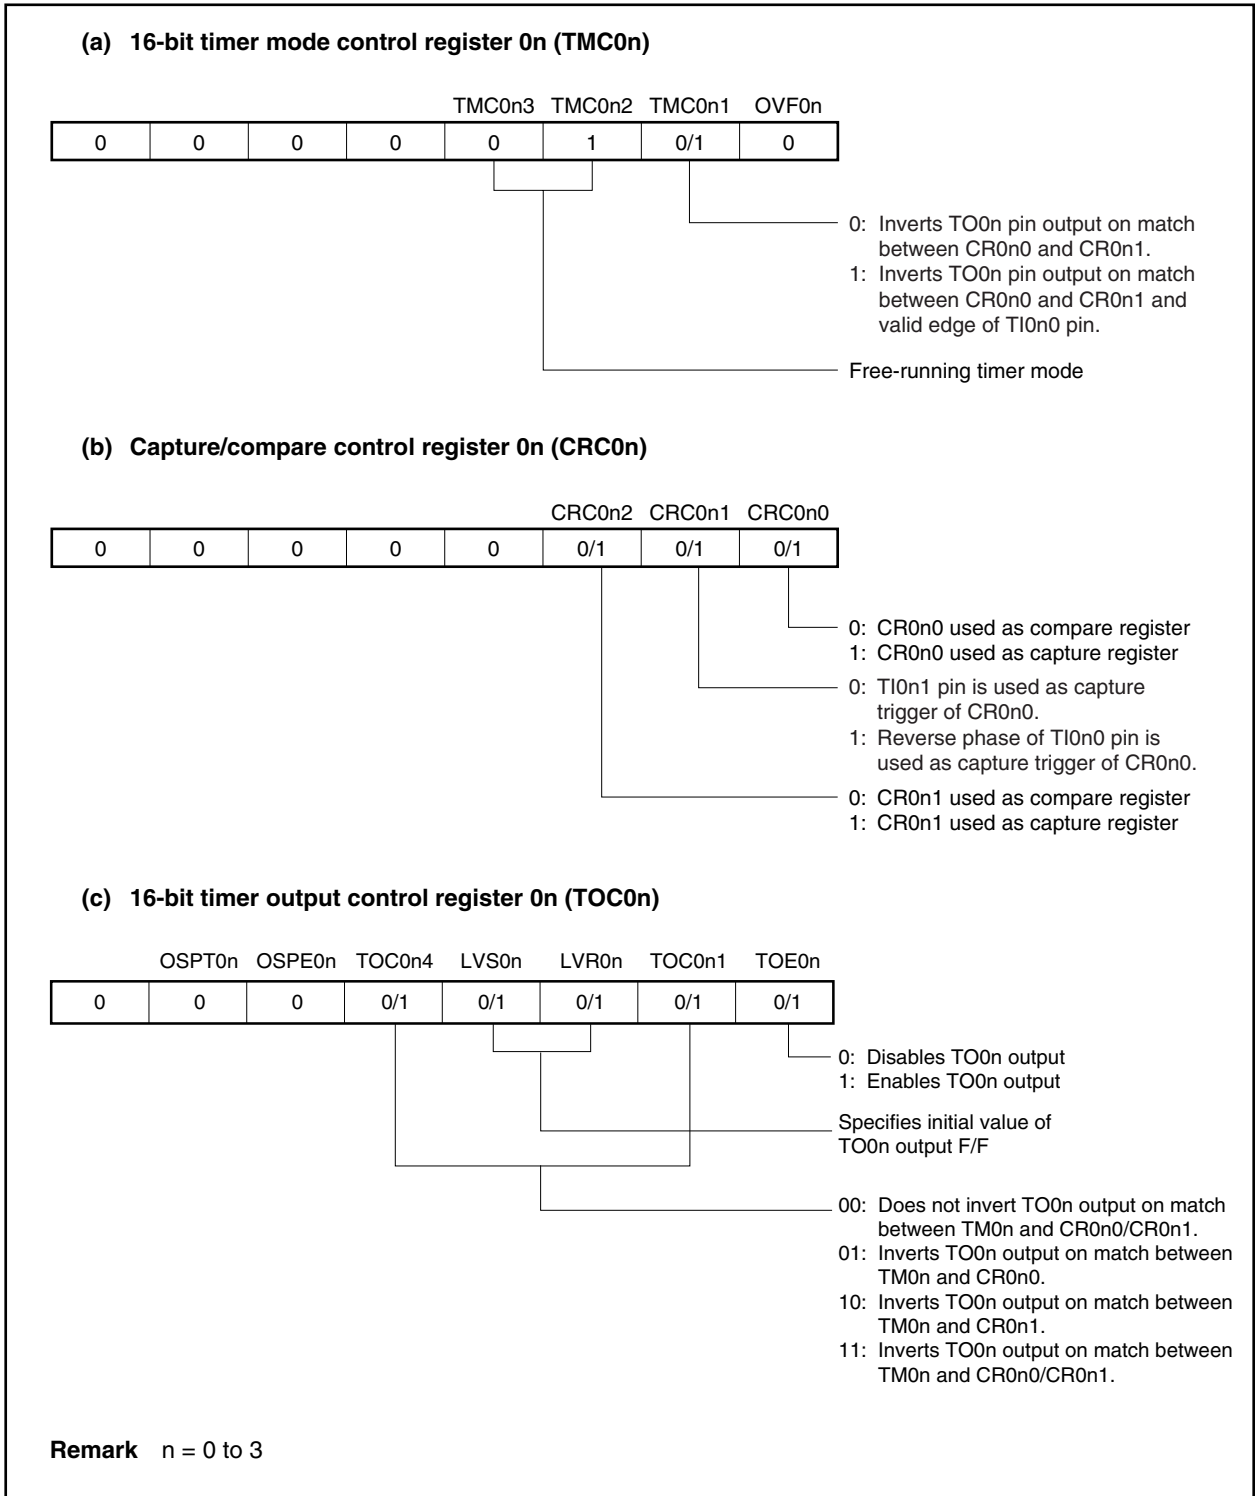 (a) 16-bit timer mode control register 0n (TMC0n)
TMC0n3 TMC0n2 TMC0n1 OVF0n
0 0 0 0 0 1 0/1 0
0: Inverts TO0n pin output on match
between CR0n0 and CR0n1.
1: Inverts TO0n pin output on match
between CR0n0 and CR0n1 and
valid edge of TI0n0 pin.
Free-running timer mode
(b) Capture/compare control register 0n (CRC0n)
CRC0n2 CRC0n1 CRC0n0
0 0 0 0 0 0/1 0/1 0/1
0: CR0n0 used as compare register
1: CR0n0 used as capture register
0: TI0n1 pin is used as capture
trigger of CR0n0.
1: Reverse phase of TI0n0 pin is
used as capture trigger of CR0n0.
0: CR0n1 used as compare register
1: CR0n1 used as capture register
(c) 16-bit timer output control register 0n (TOC0n)
OSPT0n OSPE0n TOC0n4 LVS0n LVR0n TOC0n1 TOE0n
0 0 0 0/1 0/1 0/1 0/1 0/1
0: Disables TO0n output
1: Enables TO0n output
Specifies initial value of
TO0n output F/F
00: Does not invert TO0n output on match
between TM0n and CR0n0/CR0n1.
01: Inverts TO0n output on match between
TM0n and CR0n0.
10: Inverts TO0n output on match between
TM0n and CR0n1.
11: Inverts TO0n output on match between
TM0n and CR0n0/CR0n1.
Remark n = 0 to 3